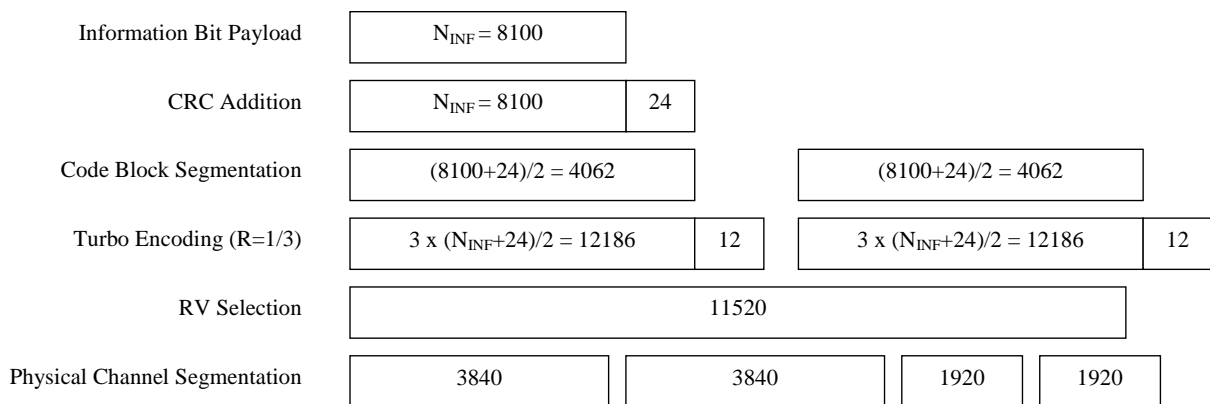 Information Bit Payload N_INF = 8100
CRC Addition N_INF = 8100 24
Code Block Segmentation (8100+24)/2 = 4062 (8100+24)/2 = 4062
Turbo Encoding (R=1/3) 3 x (N_INF+24)/2 = 12186 12 3 x (N_INF+24)/2 = 12186 12
RV Selection 11520
Physical Channel Segmentation 3840 3840 1920 1920